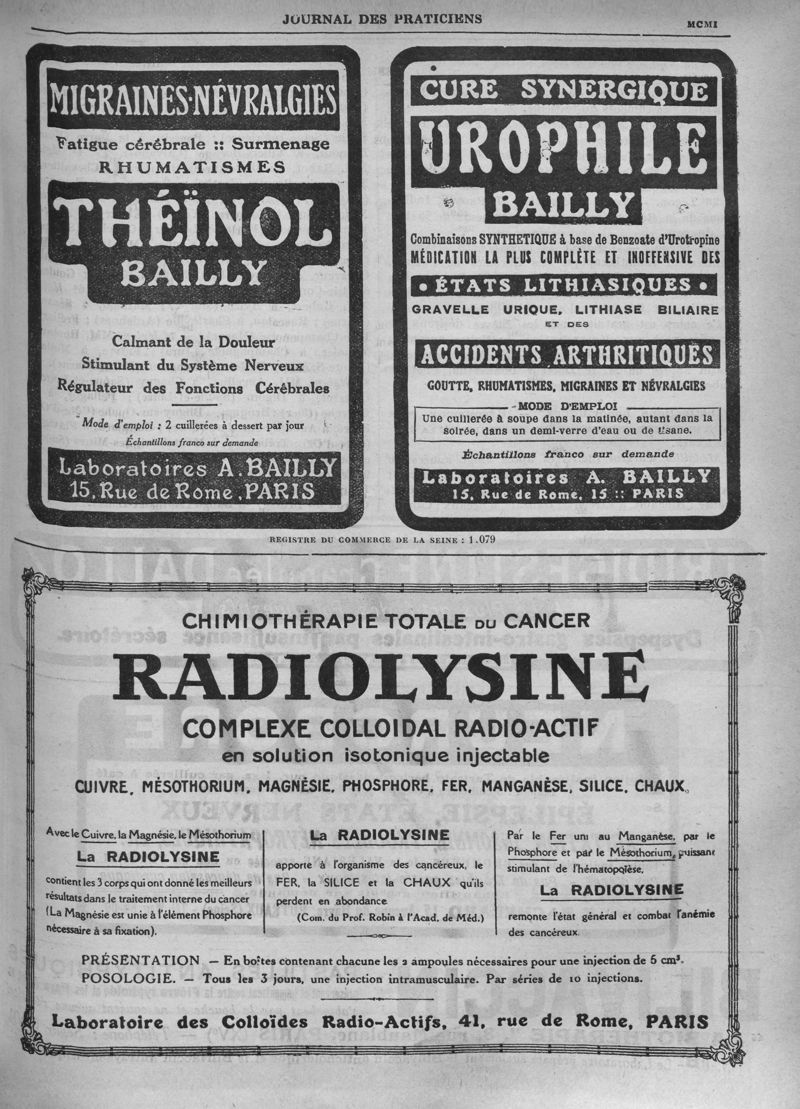 JOURNAL DES PRATICIENS
MCMI
MIGRAINES-NÉVRALGIES
Fatigue cérébrale :: Surmenage
RHUMATISMES
THÉÏNOL
BAILLY
Calmant de la Douleur
Stimulant du Système Nerveux
Régulateur des Fonctions Cérébrales
Mode d'emploi : 2 cuillerées à dessert par jour
Échantillons franco sur demande
Laboratoires A. BAILLY
15, Rue de Rome, PARIS
CURE SYNERGIQUE
UROPHILE
BAILLY
Combinaisons SYNTHETIQUE à base de Benzoate d'Urotropine
MÉDICATION LA PLUS COMPLÈTE ET INOFFENSIVE DES
• ÉTATS LITHIASIQUES •
GRAVELLE URIQUE, LITHIASE BILIAIRE
ET DES
ACCIDENTS ARTHRITIQUES
GOUTTE, RHUMATISMES, MIGRAINES ET NÉVRALGIES
MODE D'EMPLOI
Une cuillerée à soupe dans la matinée, autant dans la
soirée, dans un demi-verre d'eau ou de tisane.
Échantillons franco sur demande
Laboratoires A. BAILLY
15, Rue de Rome, 15 :: PARIS
REGISTRE DU COMMERCE DE LA SEINE : 1.079
CHIMIOTHÉRAPIE TOTALE DU CANCER
RADIOLYSINE
COMPLEXE COLLOIDAL RADIO-ACTIF
en solution isotonique injectable
CUIVRE, MÉSOTHORIUM, MAGNÉSIE, PHOSPHORE, FER, MANGANÈSE, SILICE, CHAUX,
Avec le Cuivre, la Magnésie, le Mésothorium
La RADIOLYSINE
contient les 3 corps qui ont donné les meilleurs
résultats dans le traitement interne du cancer
(La Magnésie est unie à l'élément Phosphore
nécessaire à sa fixation).
La RADIOLYSINE
apporte à l'organisme des cancéreux, le
FER, la SILICE et la CHAUX qu'ils
perdent en abondance
(Com. du Prof. Robin à l'Acad. de Méd.)
Par le Fer uni au Manganèse, par le
Phosphore et par le Mésothorium, puissant
stimulant de l'hématopoïèse,
La RADIOLYSINE
remonte l'état général et combat l'anémie
des cancéreux.
PRÉSENTATION — En boîtes contenant chacune les 2 ampoules nécessaires pour une injection de 5 cm³.
POSOLOGIE. — Tous les 3 jours, une injection intramusculaire. Par séries de 10 injections.
Laboratoire des Colloïdes Radio-Actifs, 41, rue de Rome, PARIS